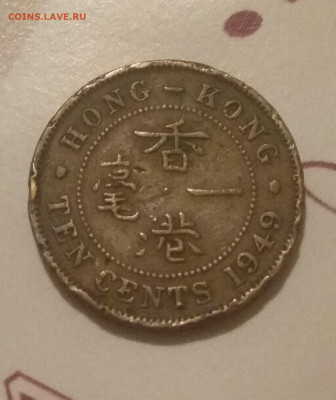 COINS.LAVE.RU
HONG - KONG
香港
一毫
TEN CENTS 1949